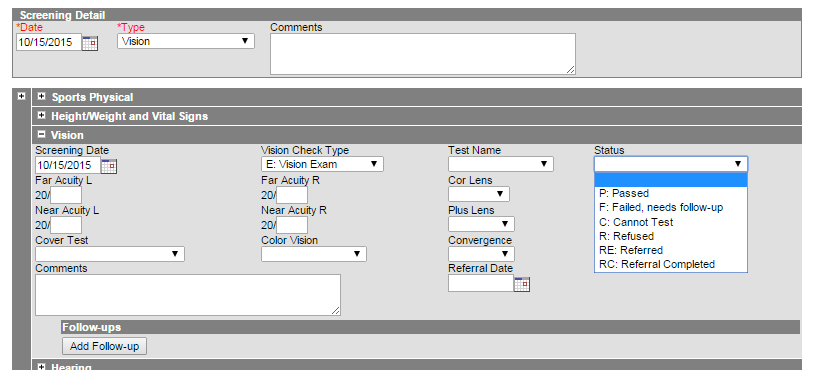 Screening Detail
*Date *Type Comments
10/15/2015 Vision
Sports Physical
Height/Weight and Vital Signs
Vision
Screening Date Vision Check Type Test Name Status
10/15/2015 E: Vision Exam
Far Acuity L Far Acuity R Cor Lens
20/ 20/
P: Passed
F: Failed, needs follow-up
C: Cannot Test
R: Refused
RE: Referred
RC: Referral Completed
Near Acuity L Near Acuity R Plus Lens
20/ 20/
Cover Test Color Vision Convergence
Comments Referral Date
Follow-ups
Add Follow-up
Hearing